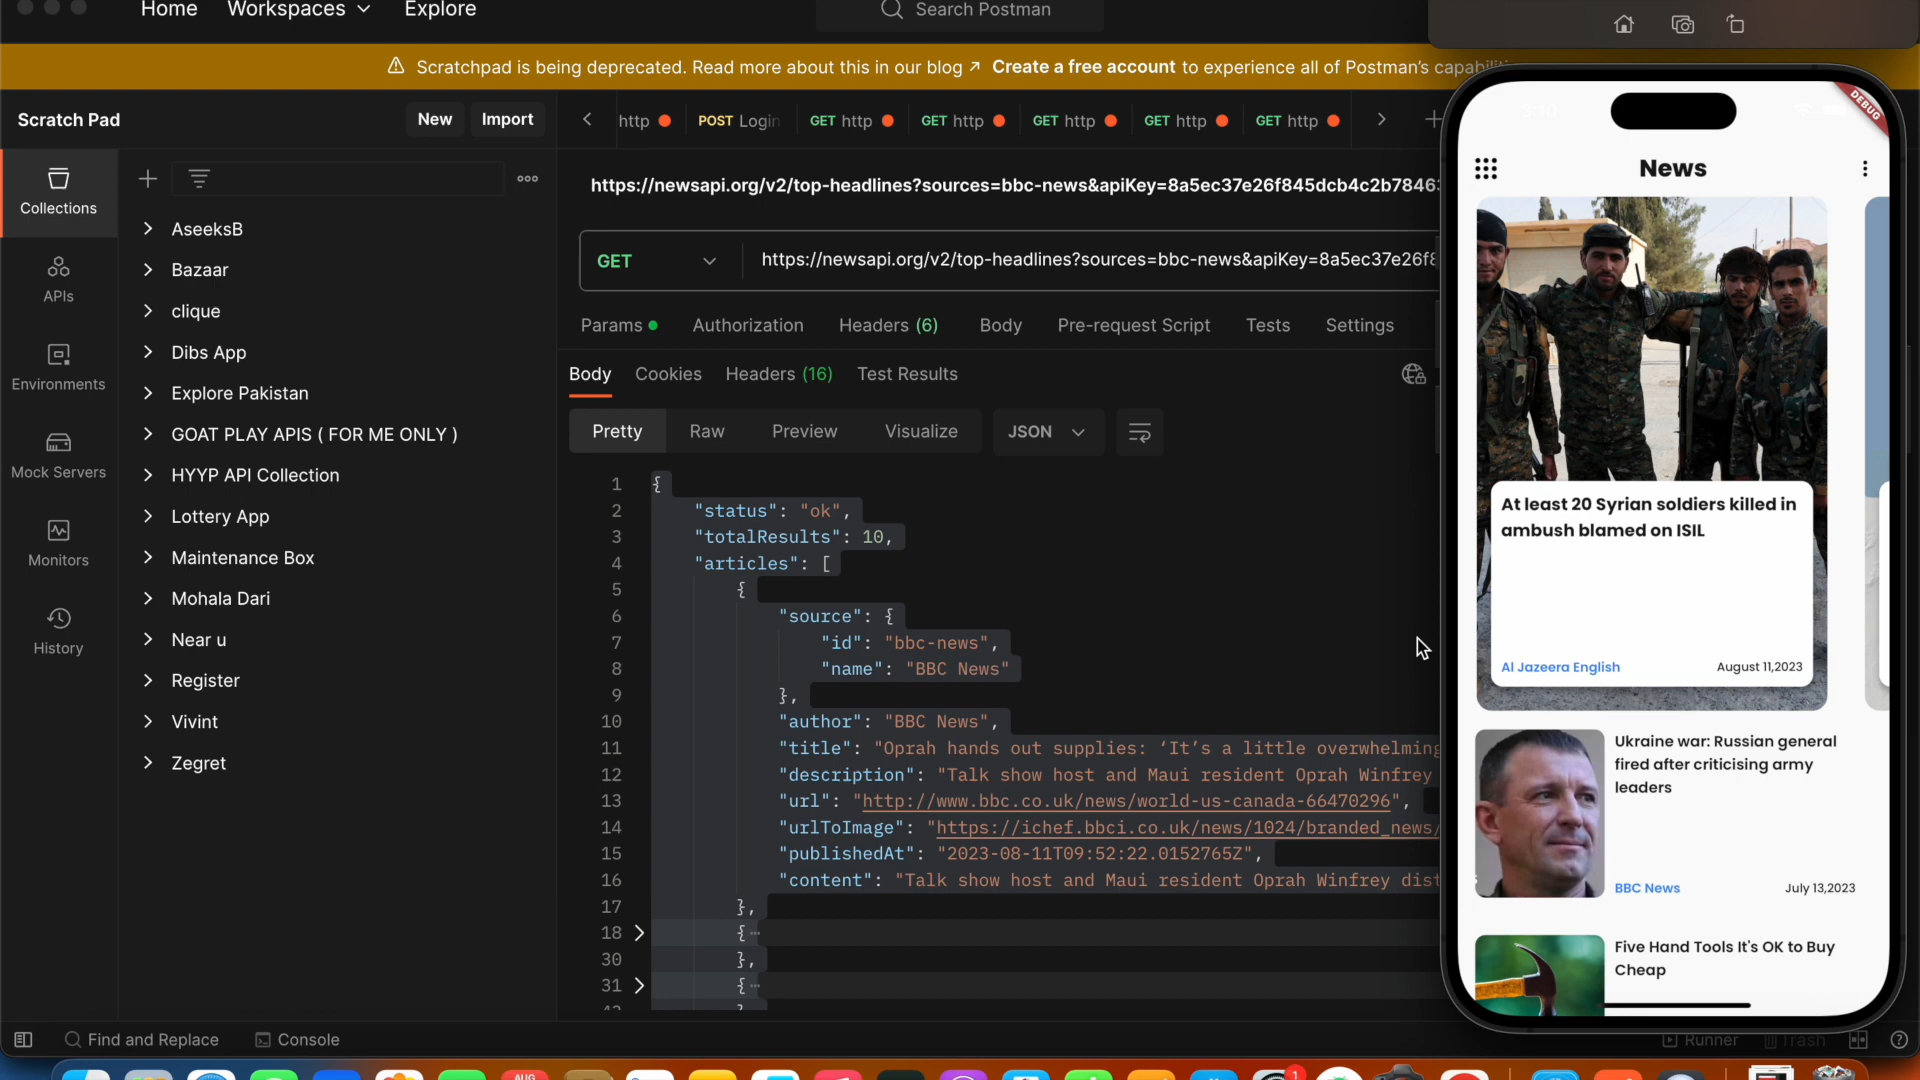 Home Workspaces Explore Search Postman
Scratchpad is being deprecated. Read more about this in our blog ↗ Create a free account to experience all of Postman's
Scratch Pad New Import
http POST Login GET http GET http GET http GET http GET http
Collections
APIs
Environments
Mock Servers
Monitors
History
AseeksB
Bazaar
clique
Dibs App
Explore Pakistan
GOAT PLAY APIS ( FOR ME ONLY )
HYYP API Collection
Lottery App
Maintenance Box
Mohala Dari
Near u
Register
Vivint
Zegret
https://newsapi.org/v2/top-headlines?sources=bbc-news&apiKey=8a5ec37e26f845dcb4c2b7846
GET https://newsapi.org/v2/top-headlines?sources=bbc-news&apiKey=8a5ec37e26f8
Params Authorization Headers (6) Body Pre-request Script Tests Settings
Body Cookies Headers (16) Test Results
Pretty Raw Preview Visualize JSON
1 {
2 "status": "ok",
3 "totalResults": 10,
4 "articles": [
5 {
6 "source": {
7 "id": "bbc-news",
8 "name": "BBC News"
9 },
10 "author": "BBC News",
11 "title": "Oprah hands out supplies: ‘It’s a little overwhelming
12 "description": "Talk show host and Maui resident Oprah Winfrey
13 "url": "http://www.bbc.co.uk/news/world-us-canada-66470296",
14 "urlToImage": "https://ichef.bbci.co.uk/news/1024/branded_news/
15 "publishedAt": "2023-08-11T09:52:22.0152765Z",
16 "content": "Talk show host and Maui resident Oprah Winfrey dist
17 },
18 {
30 },
31 {
Find and Replace Console
Runner Trash
DEBUG
News
At least 20 Syrian soldiers killed in
ambush blamed on ISIL
Al Jazeera English August 11,2023
Ukraine war: Russian general
fired after criticising army
leaders
BBC News July 13,2023
Five Hand Tools It's OK to Buy
Cheap
AUG
1